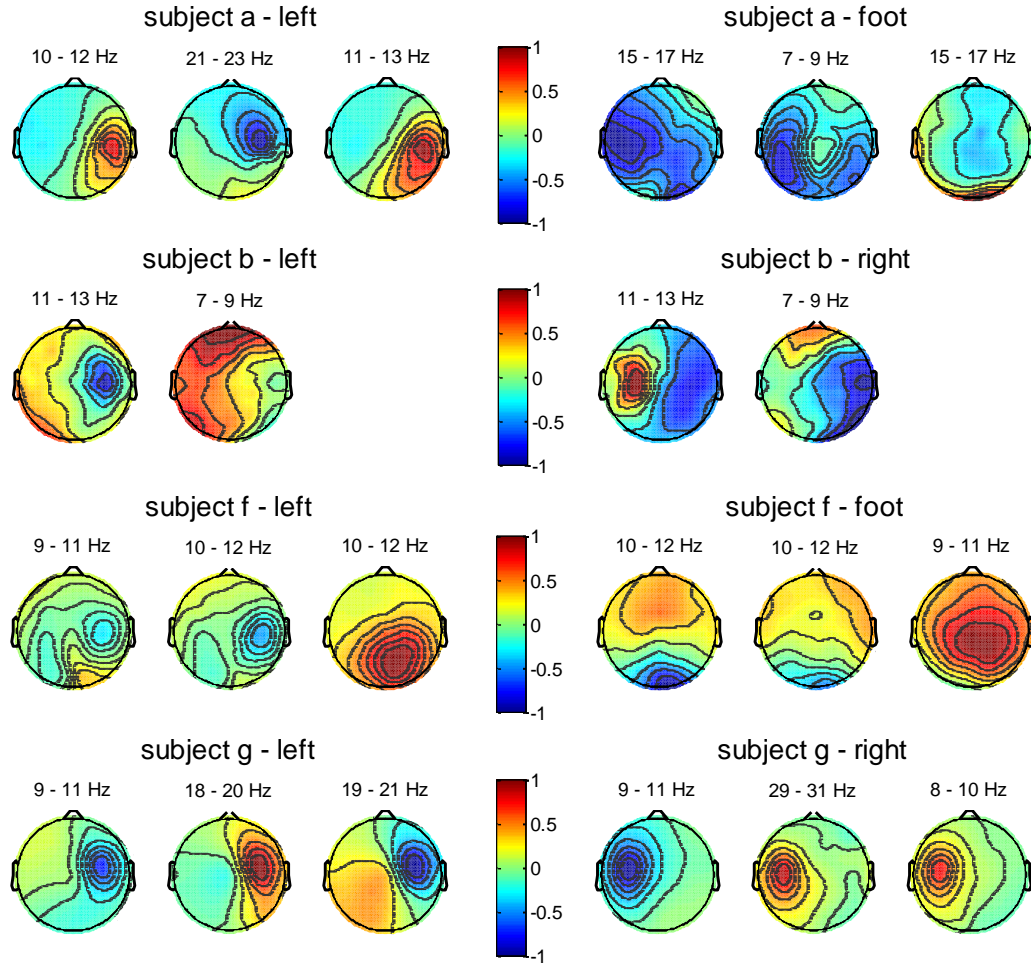 subject a - left
subject a - foot
10 - 12 Hz
21 - 23 Hz
11 - 13 Hz
1
0.5
0
-0.5
-1
15 - 17 Hz
7 - 9 Hz
15 - 17 Hz
subject b - left
subject b - right
11 - 13 Hz
7 - 9 Hz
1
0.5
0
-0.5
-1
11 - 13 Hz
7 - 9 Hz
subject f - left
subject f - foot
9 - 11 Hz
10 - 12 Hz
10 - 12 Hz
1
0.5
0
-0.5
-1
10 - 12 Hz
10 - 12 Hz
9 - 11 Hz
subject g - left
subject g - right
9 - 11 Hz
18 - 20 Hz
19 - 21 Hz
1
0.5
0
-0.5
-1
9 - 11 Hz
29 - 31 Hz
8 - 10 Hz